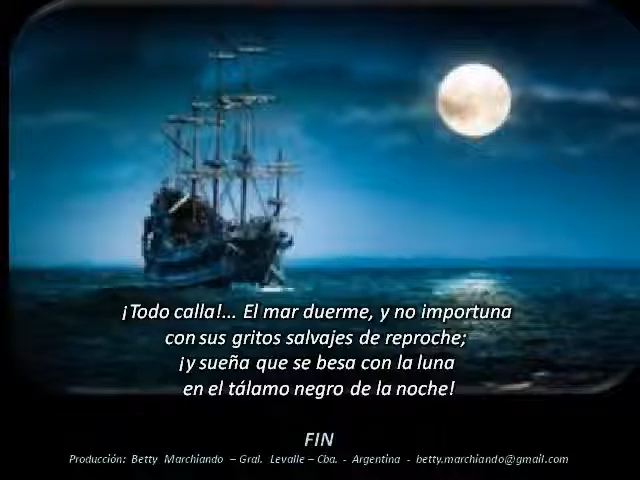 ¡Todo calla!... El mar duerme, y no importuna
con sus gritos salvajes de reproche;
¡y sueña que se besa con la luna
en el tálamo negro de la noche!
FIN
Producción: Betty Marchiando – Gral. Levalle – Cba. - Argentina - betty.marchiando@gmail.com